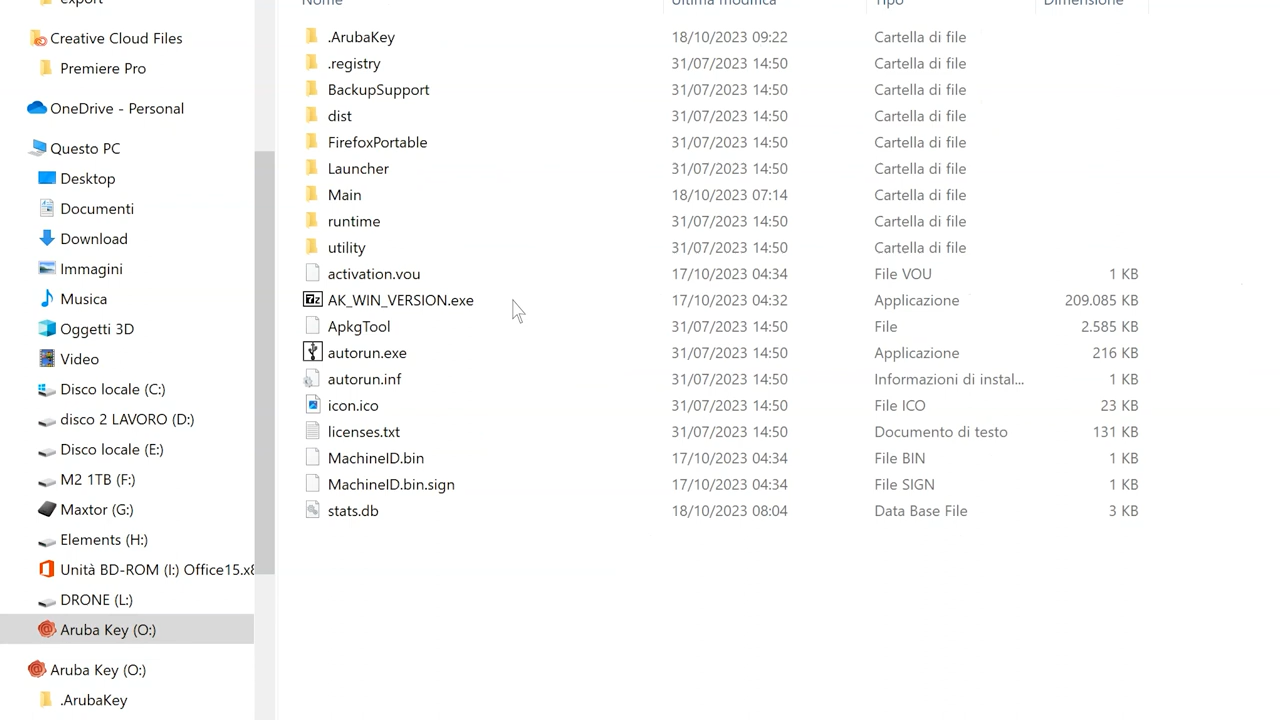 export
Creative Cloud Files
Premiere Pro
OneDrive - Personal
Questo PC
Desktop
Documenti
Download
Immagini
Musica
Oggetti 3D
Video
Disco locale (C:)
disco 2 LAVORO (D:)
Disco locale (E:)
M2 1TB (F:)
Maxtor (G:)
Elements (H:)
Unità BD-ROM (I:) Office15.x8
DRONE (L:)
Aruba Key (O:)
Aruba Key (O:)
.ArubaKey
Nome Ultima modifica Tipo Dimensione
.ArubaKey 18/10/2023 09:22 Cartella di file
.registry 31/07/2023 14:50 Cartella di file
BackupSupport 31/07/2023 14:50 Cartella di file
dist 31/07/2023 14:50 Cartella di file
FirefoxPortable 31/07/2023 14:50 Cartella di file
Launcher 31/07/2023 14:50 Cartella di file
Main 18/10/2023 07:14 Cartella di file
runtime 31/07/2023 14:50 Cartella di file
utility 31/07/2023 14:50 Cartella di file
activation.vou 17/10/2023 04:34 File VOU 1 KB
AK_WIN_VERSION.exe 17/10/2023 04:32 Applicazione 209.085 KB
ApkgTool 31/07/2023 14:50 File 2.585 KB
autorun.exe 31/07/2023 14:50 Applicazione 216 KB
autorun.inf 31/07/2023 14:50 Informazioni di instal... 1 KB
icon.ico 31/07/2023 14:50 File ICO 23 KB
licenses.txt 31/07/2023 14:50 Documento di testo 131 KB
MachineID.bin 17/10/2023 04:34 File BIN 1 KB
MachineID.bin.sign 17/10/2023 04:34 File SIGN 1 KB
stats.db 18/10/2023 08:04 Data Base File 3 KB